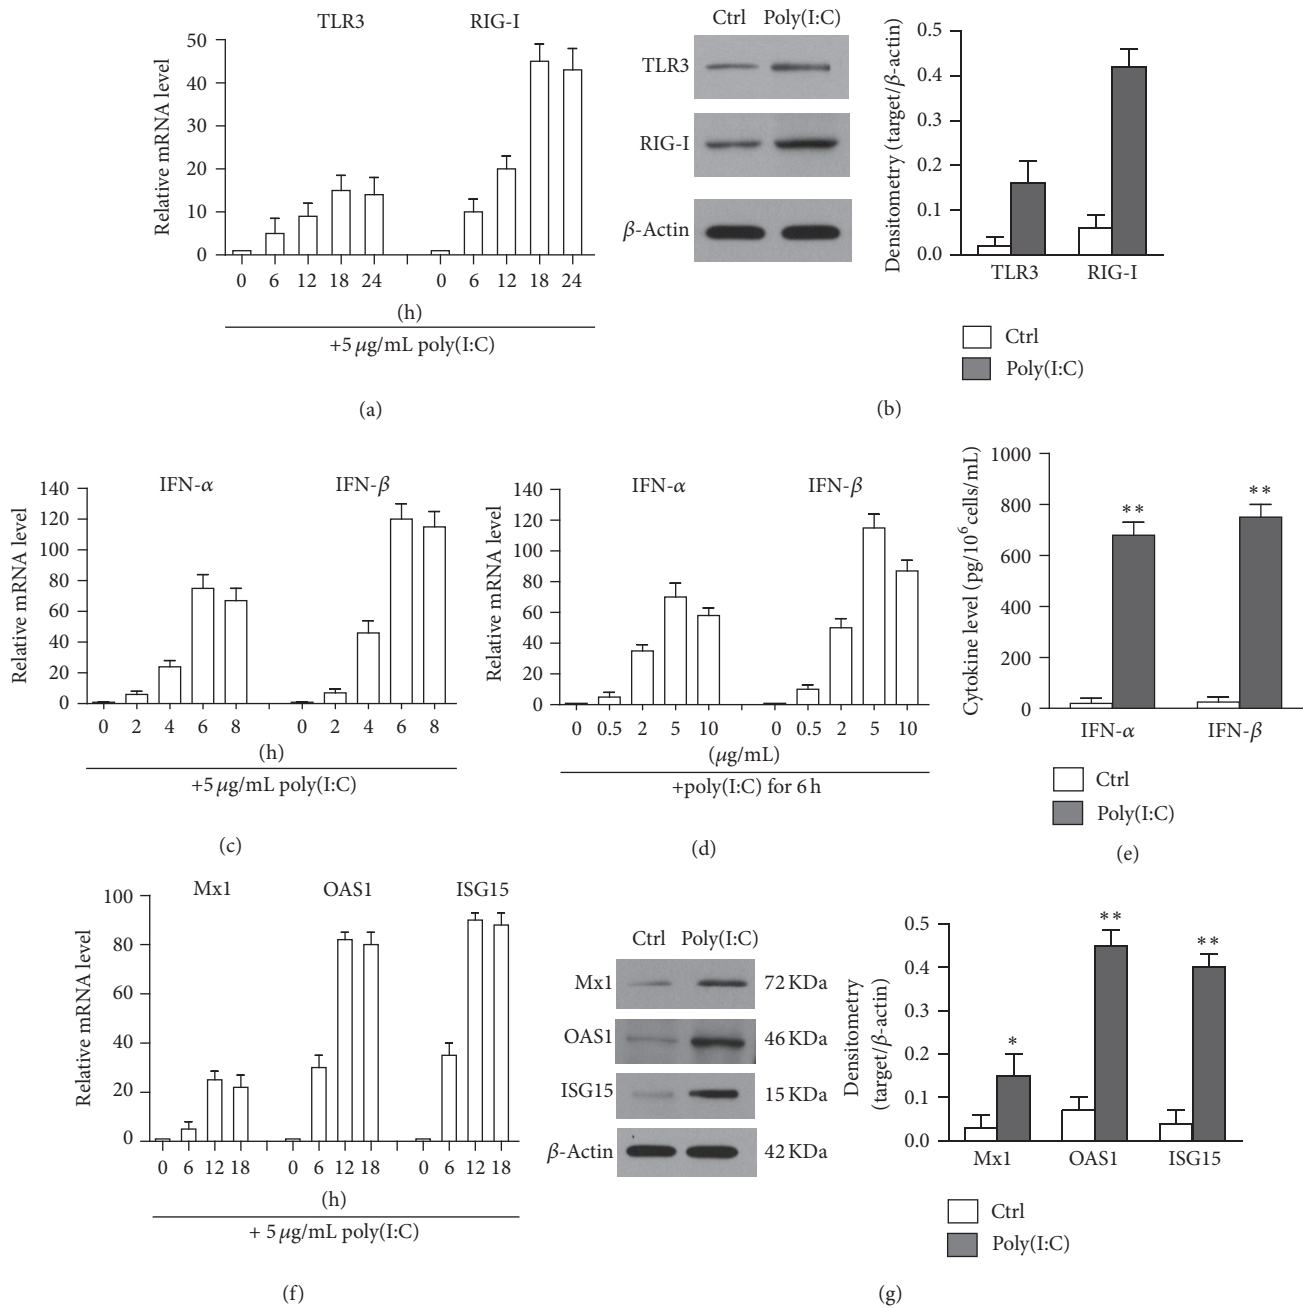 TLR3 RIG-I
Relative mRNA level
50
40
30
20
10
0
0 6 12 18 24 0 6 12 18 24
(h)
+5 μg/mL poly(I:C)
(a)
Ctrl Poly(I:C)
TLR3
RIG-I
β-Actin
Densitometry (target/β-actin)
0.5
0.4
0.3
0.2
0.1
0.0
TLR3 RIG-I
Ctrl
Poly(I:C)
(b)
IFN-α IFN-β
Relative mRNA level
140
120
100
80
60
40
20
0
0 2 4 6 8 0 2 4 6 8
(h)
+5 μg/mL poly(I:C)
(c)
IFN-α IFN-β
Relative mRNA level
140
120
100
80
60
40
20
0
0 0.5 2 5 10 0 0.5 2 5 10
(μg/mL)
+poly(I:C) for 6 h
(d)
Cytokine level (pg/10⁶ cells/mL)
1000
800
600
400
200
0
** **
IFN-α IFN-β
Ctrl
Poly(I:C)
(e)
Mx1 OAS1 ISG15
Relative mRNA level
100
80
60
40
20
0
0 6 12 18 0 6 12 18 0 6 12 18
(h)
+ 5 μg/mL poly(I:C)
(f)
Ctrl Poly(I:C)
Mx1 72 KDa
OAS1 46 KDa
ISG15 15 KDa
β-Actin 42 KDa
Densitometry
(target/β-actin)
0.5
0.4
0.3
0.2
0.1
0.0
* ** **
Mx1 OAS1 ISG15
Ctrl
Poly(I:C)
(g)